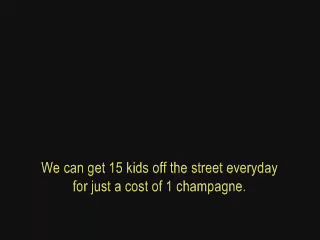 We can get 15 kids off the street everyday
for just a cost of 1 champagne.